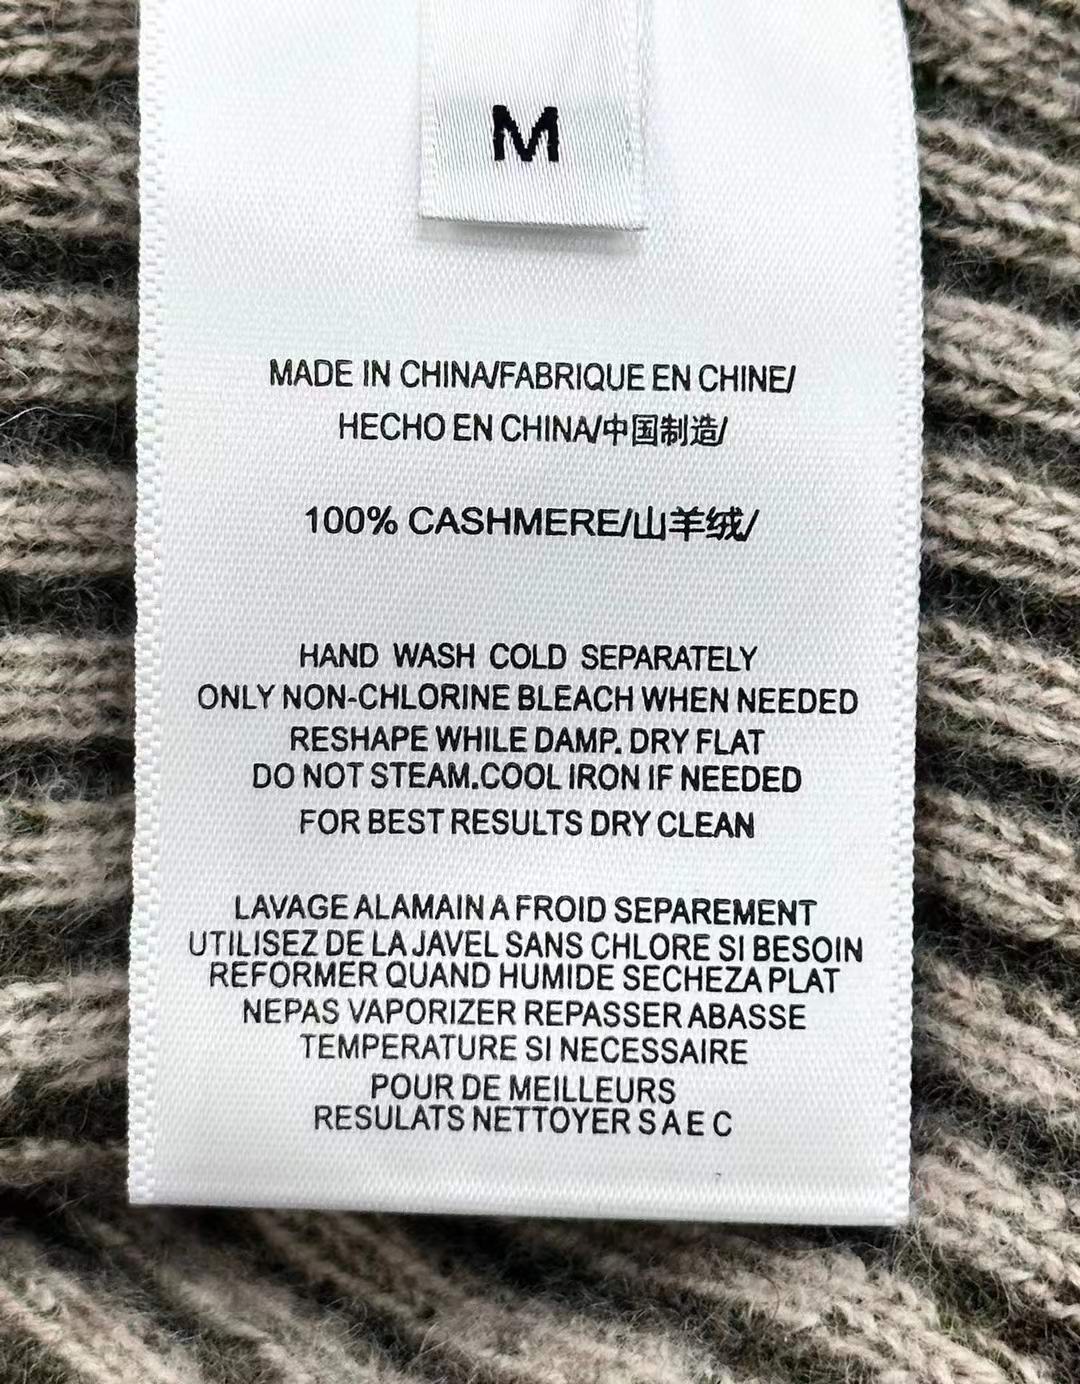 M
MADE IN CHINA/FABRIQUE EN CHINE/
HECHO EN CHINA/中国制造/
100% CASHMERE/山羊绒/
HAND WASH COLD SEPARATELY
ONLY NON-CHLORINE BLEACH WHEN NEEDED
RESHAPE WHILE DAMP. DRY FLAT
DO NOT STEAM.COOL IRON IF NEEDED
FOR BEST RESULTS DRY CLEAN
LAVAGE ALAMAIN A FROID SEPAREMENT
UTILISEZ DE LA JAVEL SANS CHLORE SI BESOIN
REFORMER QUAND HUMIDE SECHEZA PLAT
NEPAS VAPORIZER REPASSER ABASSE
TEMPERATURE SI NECESSAIRE
POUR DE MEILLEURS
RESULATS NETTOYER S A E C